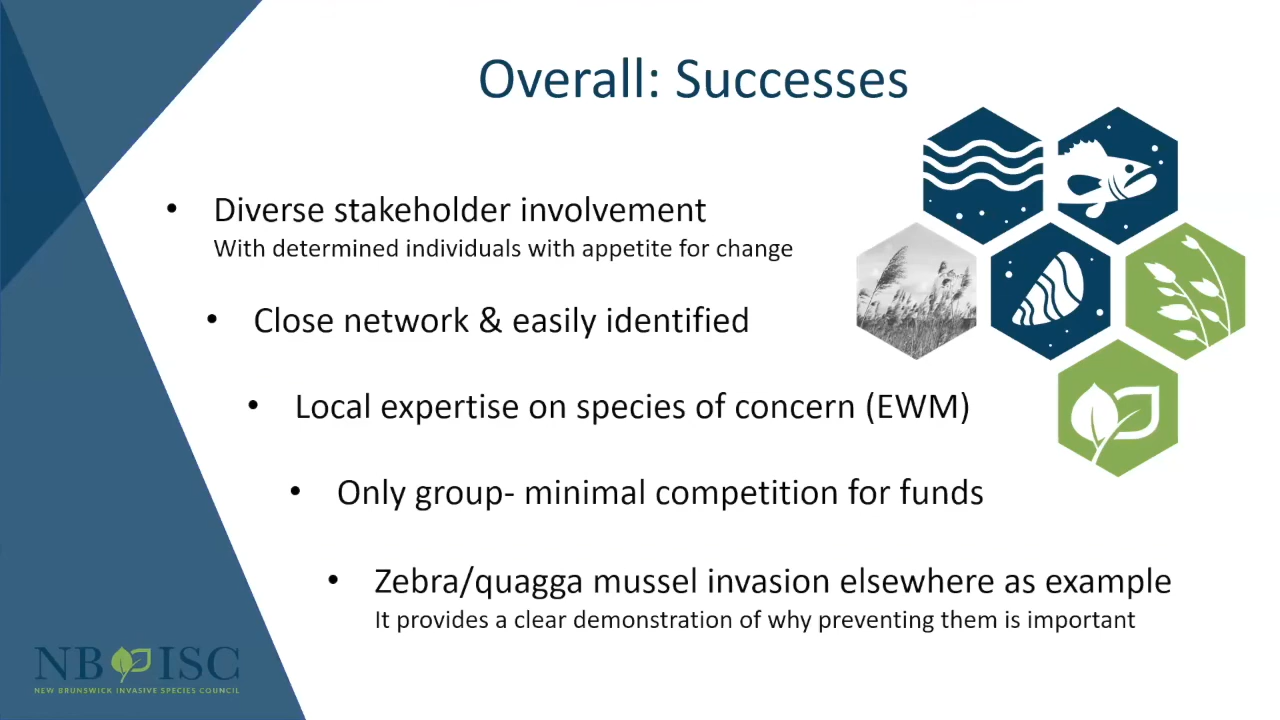 Overall: Successes
• Diverse stakeholder involvement
With determined individuals with appetite for change
• Close network & easily identified
• Local expertise on species of concern (EWM)
• Only group- minimal competition for funds
• Zebra/quagga mussel invasion elsewhere as example
It provides a clear demonstration of why preventing them is important
NB ISC
NEW BRUNSWICK INVASIVE SPECIES COUNCIL